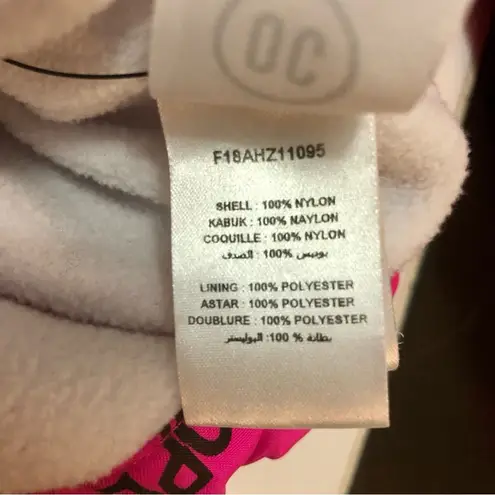 OC
F18AHZ11095
SHELL : 100% NYLON
KABUK : 100% NAYLON
COQUILLE : 100% NYLON
بوديس %100 : الصدف
LINING : 100% POLYESTER
ASTAR : 100% POLYESTER
DOUBLURE : 100% POLYESTER
بطانة % 100: البوليستر